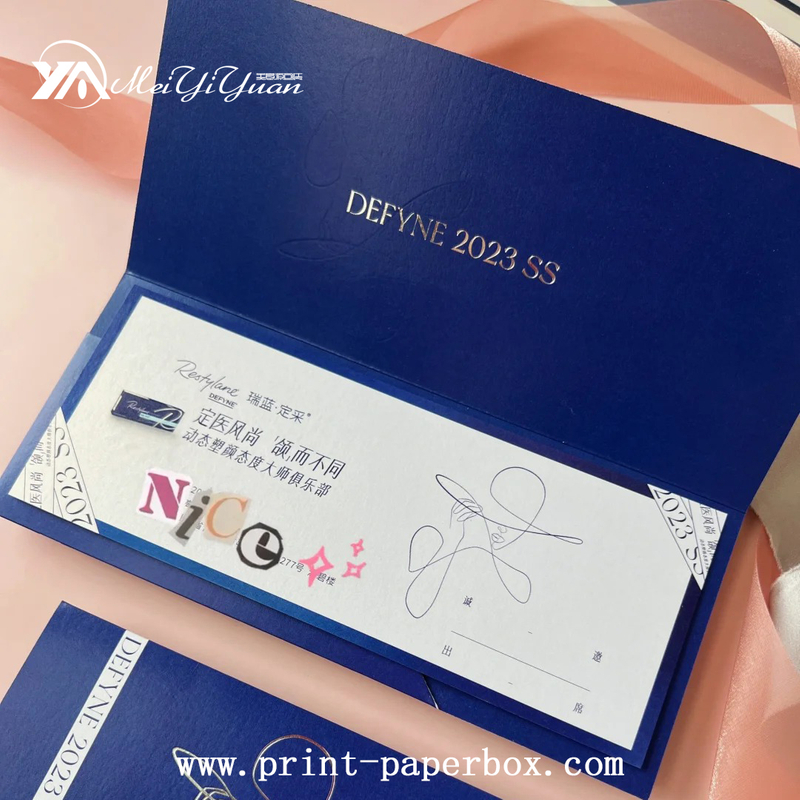 YA MeiYiYuan
DEFYNE 2023 SS
Restylane
DEFYNE 瑞蓝·定采®
定医风尚 '颌,而不同
动态塑颜态度大师俱乐部
NiCe
277号
碧楼
诚 邀
出 席
2023 SS
医风尚
2023 SS
医风尚
DEFYNE 2023
www.print-paperbox.com